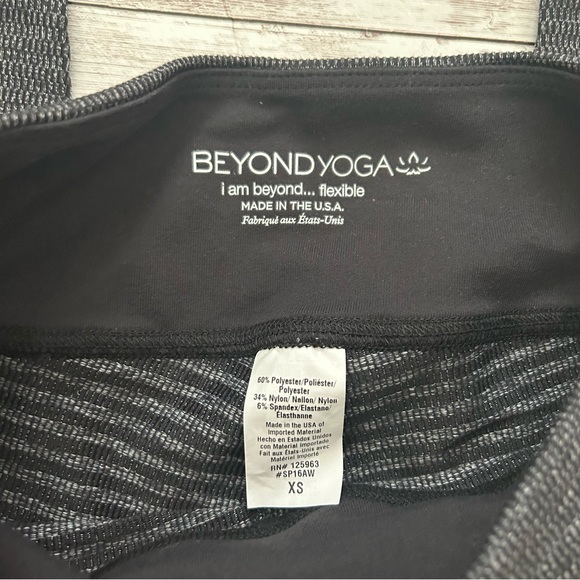 BEYOND YOGA
i am beyond... flexible
MADE IN THE U.S.A.
Fabriqué aux États-Unis
60% Polyester/Poliéster/
Polyester
34% Nylon/ Nailon/ Nylon
6% Spandex/Elastano/
Élasthanne
Made in the USA of
Imported Material
Hecho en Estados Unidos
con Material Importado
Fait aux États-Unis avec
Matériel Importé
RN# 125963
#SP16AW
XS